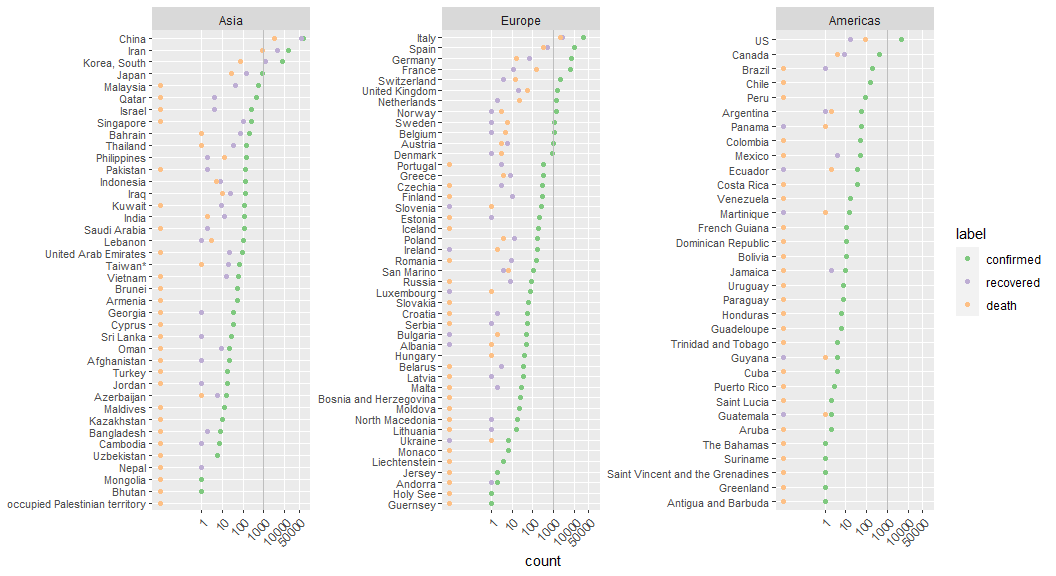 Asia
China
Iran
Korea, South
Japan
Malaysia
Qatar
Israel
Singapore
Bahrain
Thailand
Philippines
Pakistan
Indonesia
Iraq
Kuwait
India
Saudi Arabia
Lebanon
United Arab Emirates
Taiwan*
Vietnam
Brunei
Armenia
Georgia
Cyprus
Sri Lanka
Oman
Afghanistan
Turkey
Jordan
Azerbaijan
Maldives
Kazakhstan
Bangladesh
Cambodia
Uzbekistan
Nepal
Mongolia
Bhutan
occupied Palestinian territory
1
10
100
1000
10000
50000
Europe
Italy
Spain
Germany
France
Switzerland
United Kingdom
Netherlands
Norway
Sweden
Belgium
Austria
Denmark
Portugal
Greece
Czechia
Finland
Slovenia
Estonia
Iceland
Poland
Ireland
Romania
San Marino
Russia
Luxembourg
Slovakia
Croatia
Serbia
Bulgaria
Albania
Hungary
Belarus
Latvia
Malta
Bosnia and Herzegovina
Moldova
North Macedonia
Lithuania
Ukraine
Monaco
Liechtenstein
Jersey
Andorra
Holy See
Guernsey
1
10
100
1000
10000
50000
Americas
US
Canada
Brazil
Chile
Peru
Argentina
Panama
Colombia
Mexico
Ecuador
Costa Rica
Venezuela
Martinique
French Guiana
Dominican Republic
Bolivia
Jamaica
Uruguay
Paraguay
Honduras
Guadeloupe
Trinidad and Tobago
Guyana
Cuba
Puerto Rico
Saint Lucia
Guatemala
Aruba
The Bahamas
Suriname
Saint Vincent and the Grenadines
Greenland
Antigua and Barbuda
1
10
100
1000
10000
50000
count
label
confirmed
recovered
death